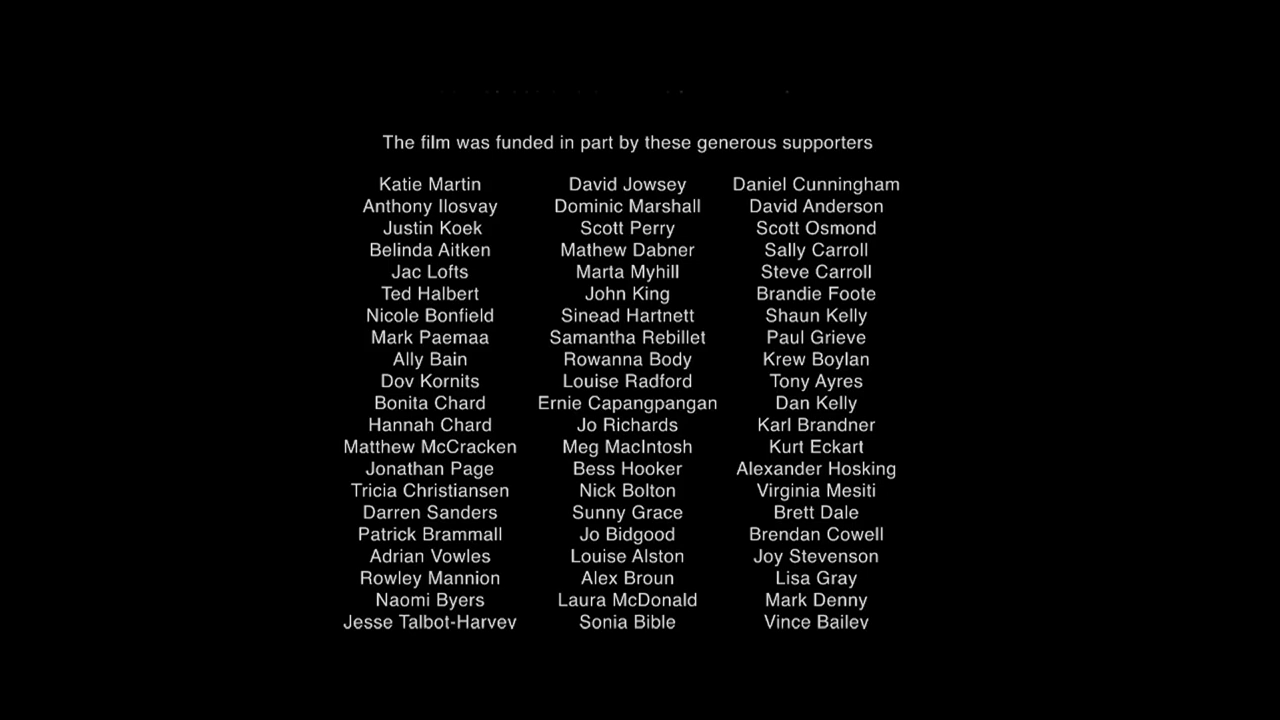 The film was funded in part by these generous supporters
Katie Martin David Jowsey Daniel Cunningham
Anthony Ilosvay Dominic Marshall David Anderson
Justin Koek Scott Perry Scott Osmond
Belinda Aitken Mathew Dabner Sally Carroll
Jac Lofts Marta Myhill Steve Carroll
Ted Halbert John King Brandie Foote
Nicole Bonfield Sinead Hartnett Shaun Kelly
Mark Paemaa Samantha Rebillet Paul Grieve
Ally Bain Rowanna Body Krew Boylan
Dov Kornits Louise Radford Tony Ayres
Bonita Chard Ernie Capangpangan Dan Kelly
Hannah Chard Jo Richards Karl Brandner
Matthew McCracken Meg MacIntosh Kurt Eckart
Jonathan Page Bess Hooker Alexander Hosking
Tricia Christiansen Nick Bolton Virginia Mesiti
Darren Sanders Sunny Grace Brett Dale
Patrick Brammall Jo Bidgood Brendan Cowell
Adrian Vowles Louise Alston Joy Stevenson
Rowley Mannion Alex Broun Lisa Gray
Naomi Byers Laura McDonald Mark Denny
Jesse Talbot-Harvey Sonia Bible Vince Bailey